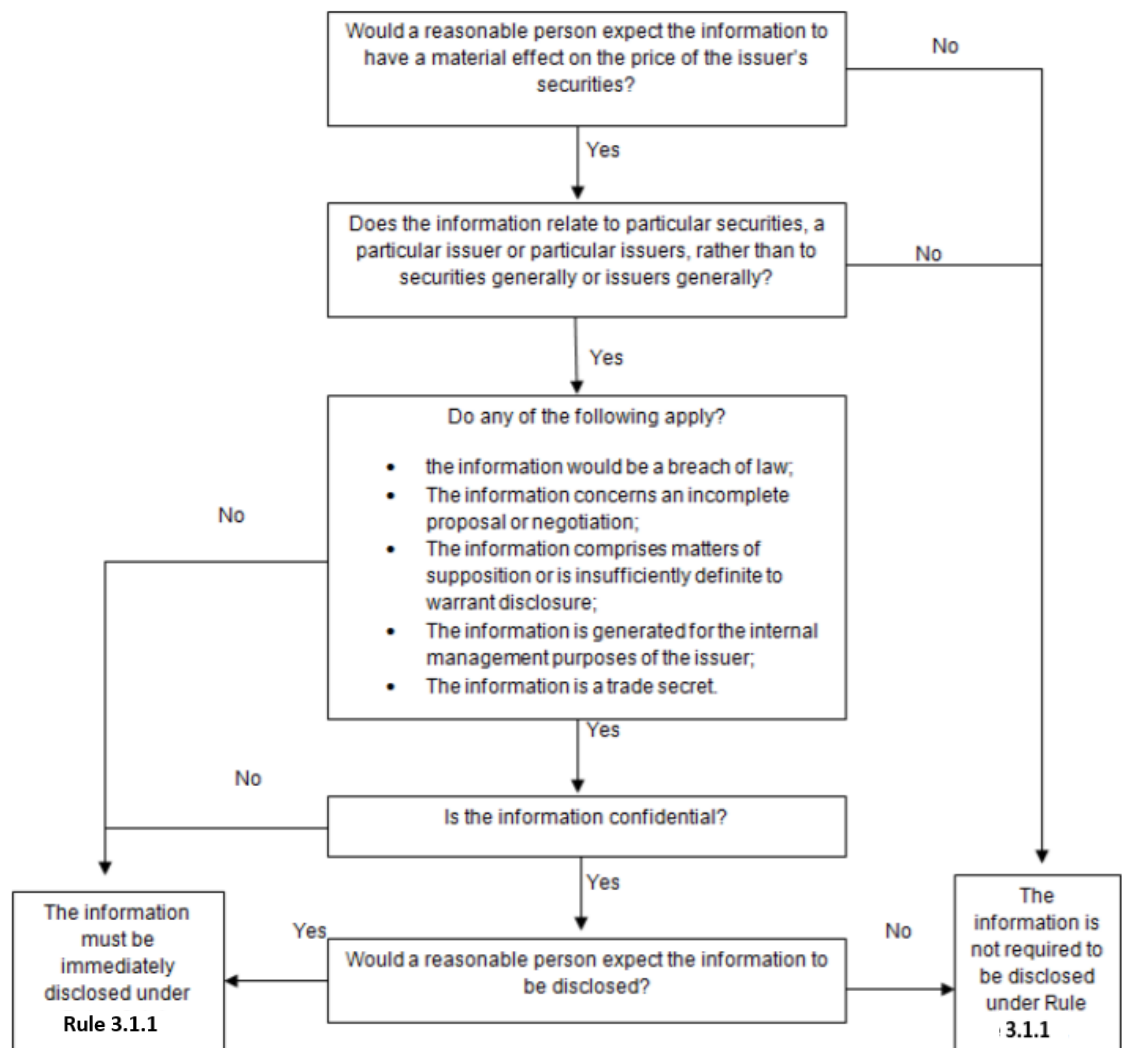 Would a reasonable person expect the information to
have a material effect on the price of the issuer's
securities?
No
Yes
Does the information relate to particular securities, a
particular issuer or particular issuers, rather than to
securities generally or issuers generally?
No
Yes
Do any of the following apply?
• the information would be a breach of law;
• The information concerns an incomplete
proposal or negotiation;
• The information comprises matters of
supposition or is insufficiently definite to
warrant disclosure;
• The information is generated for the internal
management purposes of the issuer;
• The information is a trade secret.
No
Yes
Is the information confidential?
No
Yes
Would a reasonable person expect the information to
be disclosed?
Yes
No
The information
must be
immediately
disclosed under
Rule 3.1.1
The
information is
not required to
be disclosed
under Rule
3.1.1